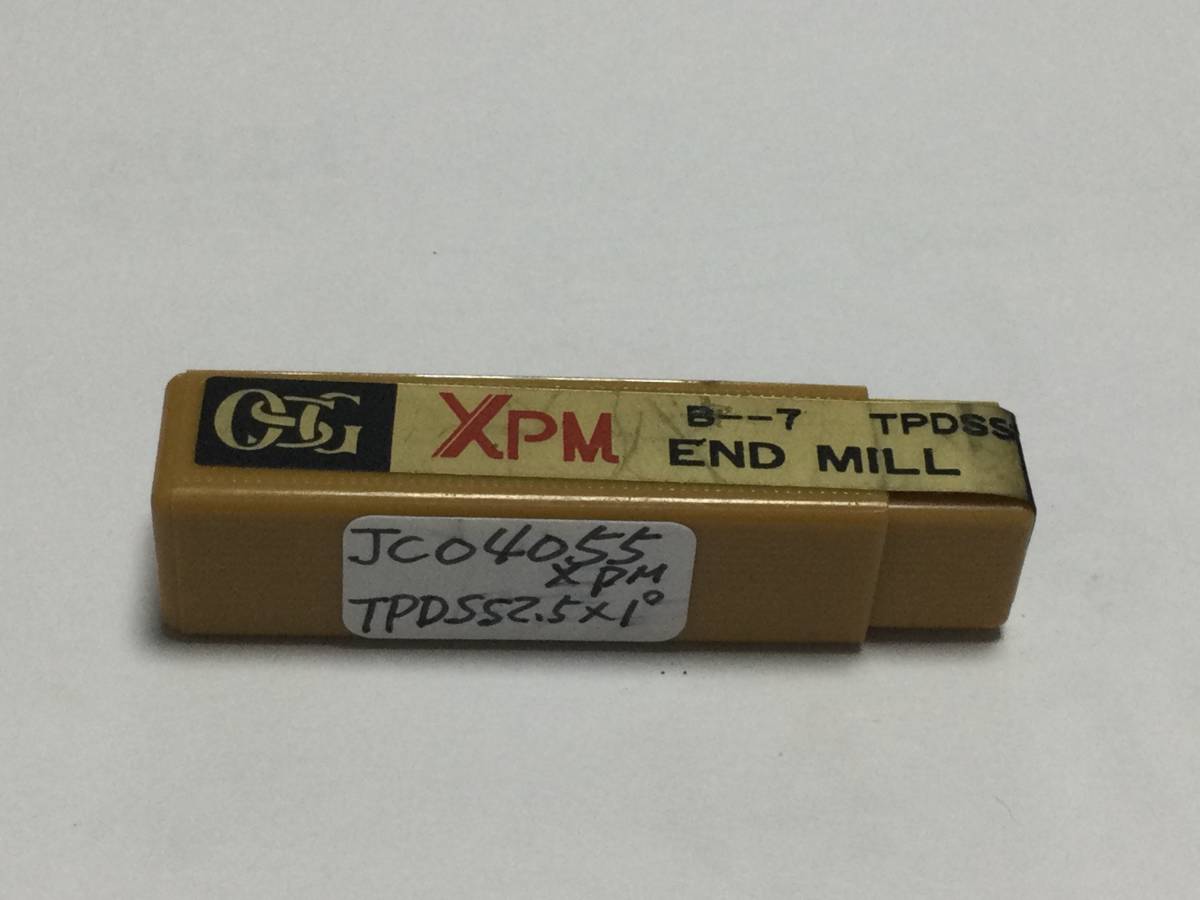 OSG XPM B--7 TPDSS
END MILL
JC04055
XPM
TPDSS2.5×1°